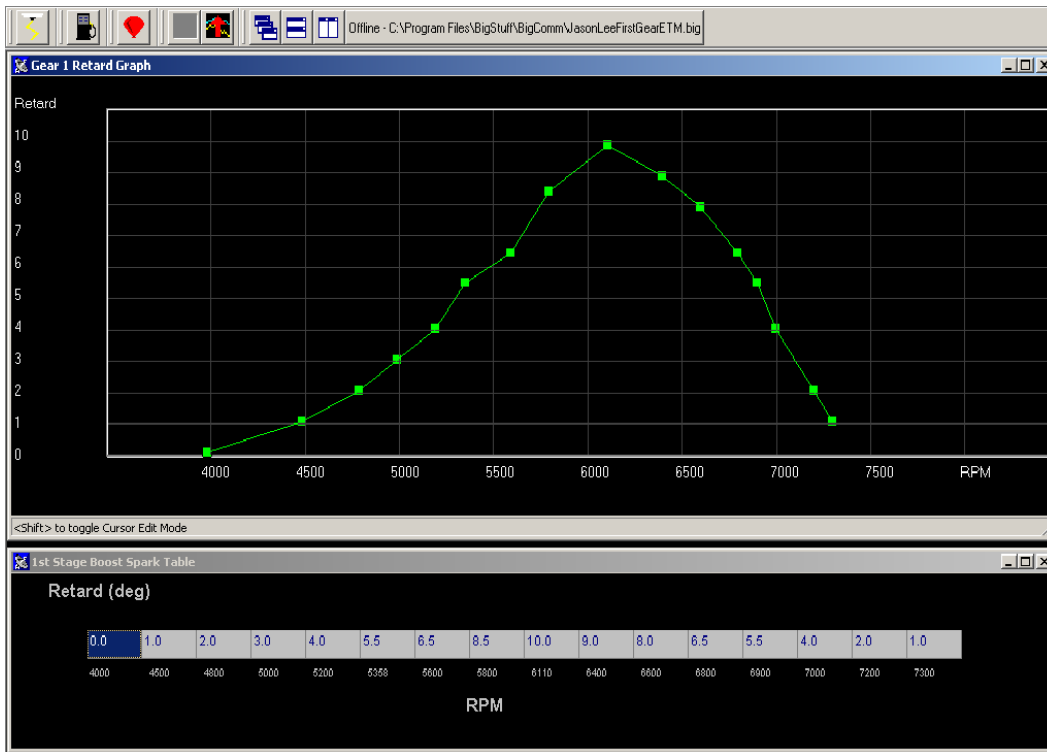 Offline - C:\Program Files\BigStuff\BigComm\JasonLeeFirstGearETM.big
Gear 1 Retard Graph
Retard
10
9
8
7
6
5
4
3
2
1
0
4000 4500 5000 5500 6000 6500 7000 7500 RPM
<Shift> to toggle Cursor Edit Mode
1st Stage Boost Spark Table
Retard (deg)
0.0 1.0 2.0 3.0 4.0 5.5 6.5 8.5 10.0 9.0 8.0 6.5 5.5 4.0 2.0 1.0
4000 4500 4800 5000 5200 5358 5600 5800 6110 6400 6600 6800 6900 7000 7200 7300
RPM